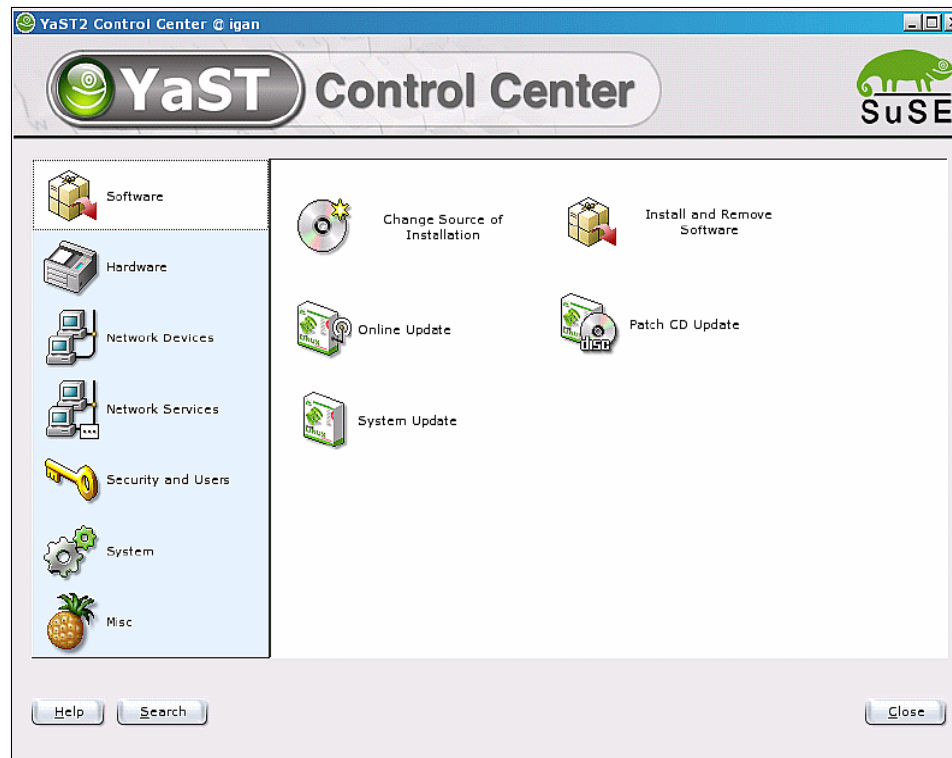 YaST2 Control Center @ igan
YaST Control Center
SuSE
Software
Hardware
Network Devices
Network Services
Security and Users
System
Misc
Change Source of
Installation
Install and Remove
Software
Online Update
Patch CD Update
disc
System Update
Help
Search
Close